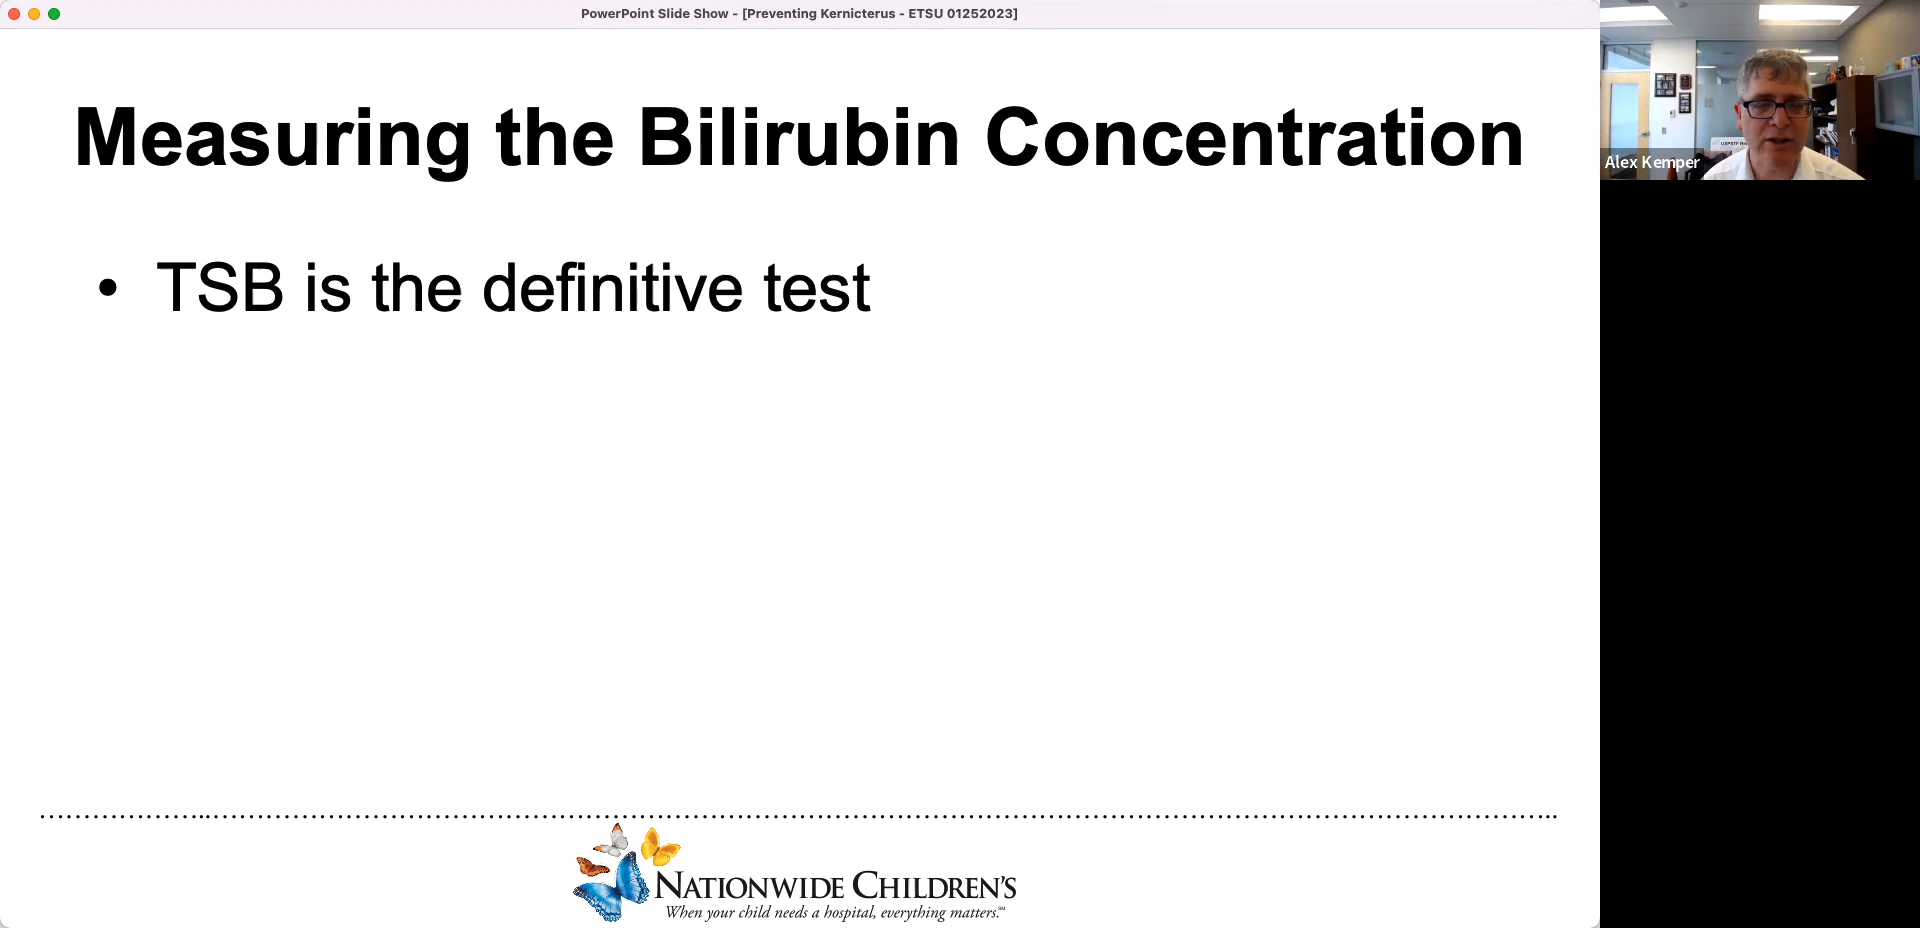 PowerPoint Slide Show - [Preventing Kernicterus - ETSU 01252023]
Measuring the Bilirubin Concentration
• TSB is the definitive test
Alex Kemper
NATIONWIDE CHILDREN'S
When your child needs a hospital, everything matters.℠